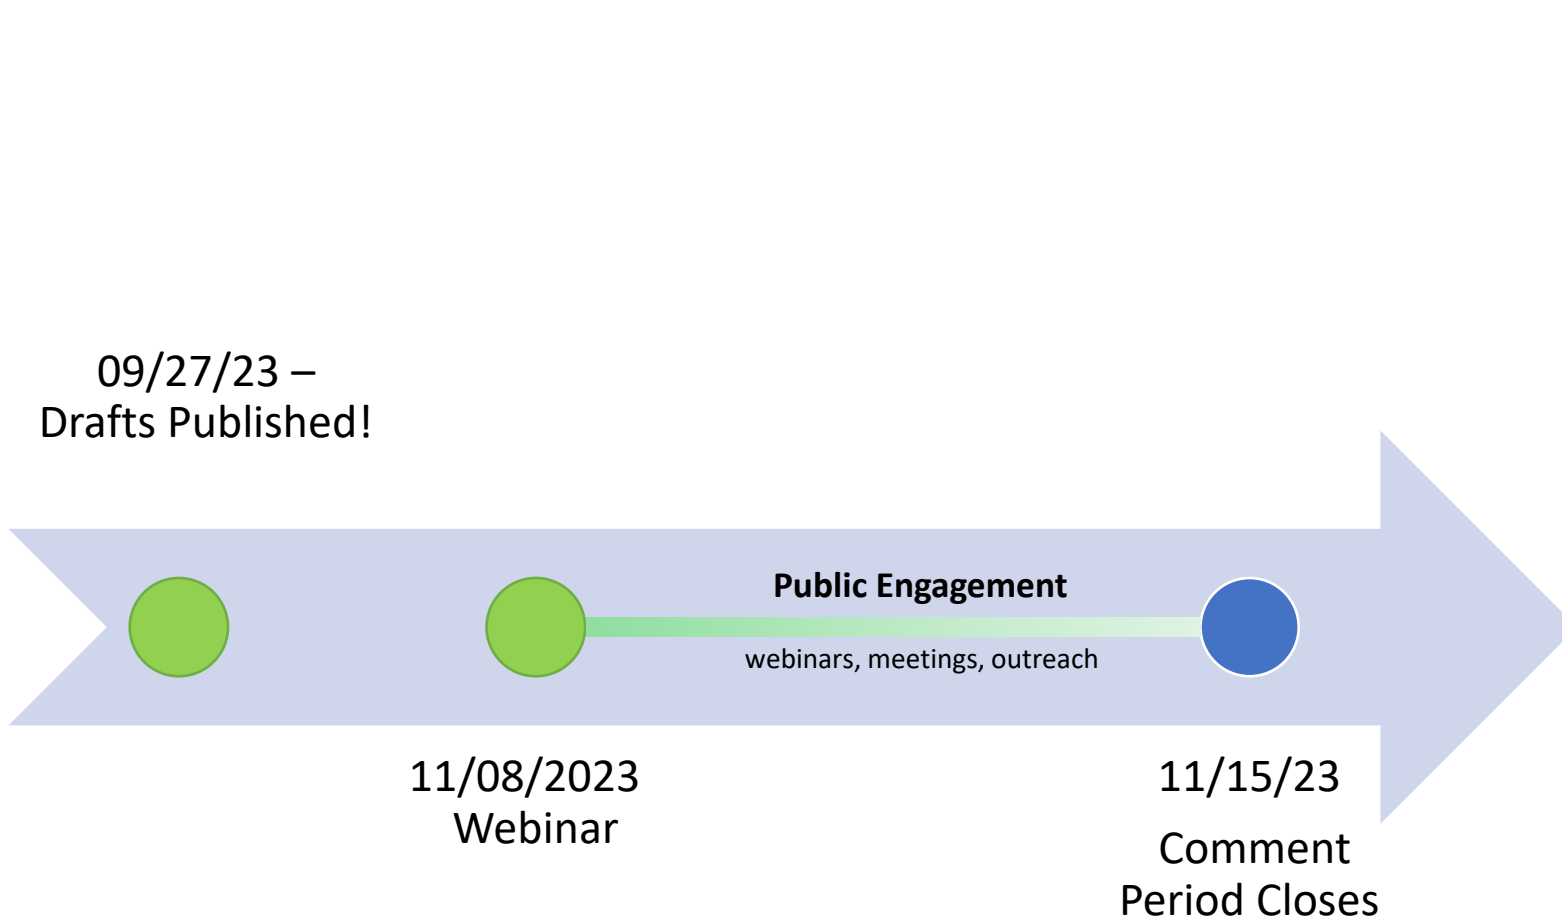 09/27/23 –
Drafts Published!
Public Engagement
webinars, meetings, outreach
11/08/2023
Webinar
11/15/23
Comment
Period Closes